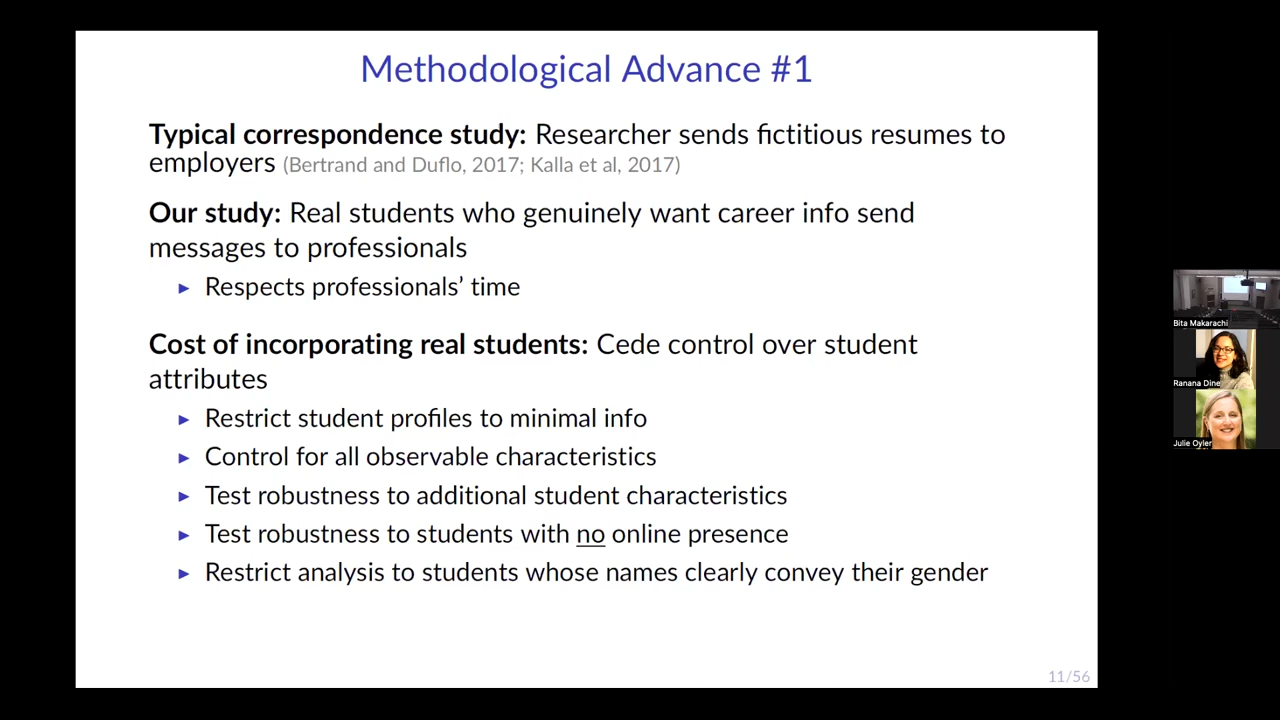 Methodological Advance #1
Typical correspondence study: Researcher sends fictitious resumes to
employers (Bertrand and Duflo, 2017; Kalla et al, 2017)
Our study: Real students who genuinely want career info send
messages to professionals
▶ Respects professionals’ time
Cost of incorporating real students: Cede control over student
attributes
▶ Restrict student profiles to minimal info
▶ Control for all observable characteristics
▶ Test robustness to additional student characteristics
▶ Test robustness to students with no online presence
▶ Restrict analysis to students whose names clearly convey their gender
11/56
Bita Makarachi
Ranana Dine
Julie Oyler